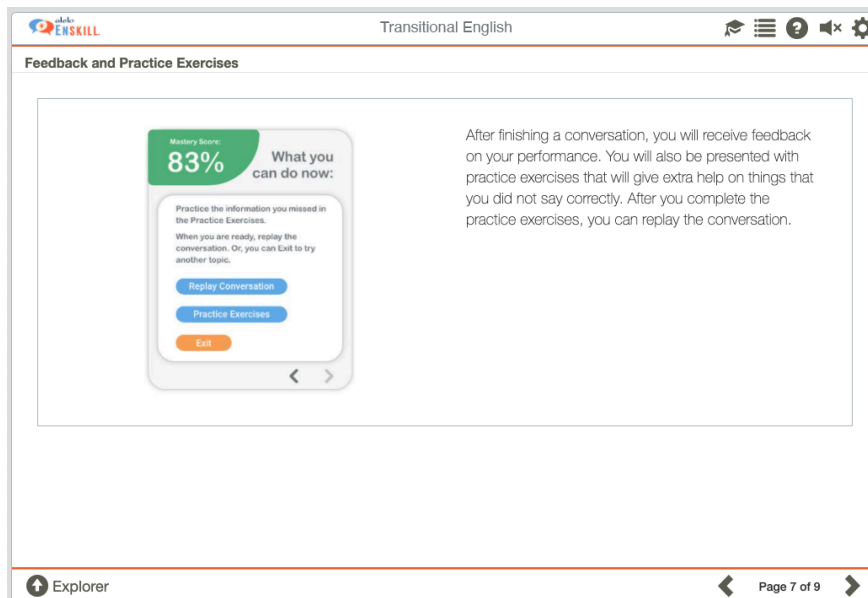 alelo
ENSKILL
Transitional English
Feedback and Practice Exercises
Mastery Score:
83%
What you
can do now:
Practice the information you missed in
the Practice Exercises.
When you are ready, replay the
conversation. Or, you can Exit to try
another topic.
Replay Conversation
Practice Exercises
Exit
After finishing a conversation, you will receive feedback
on your performance. You will also be presented with
practice exercises that will give extra help on things that
you did not say correctly. After you complete the
practice exercises, you can replay the conversation.
Explorer
Page 7 of 9